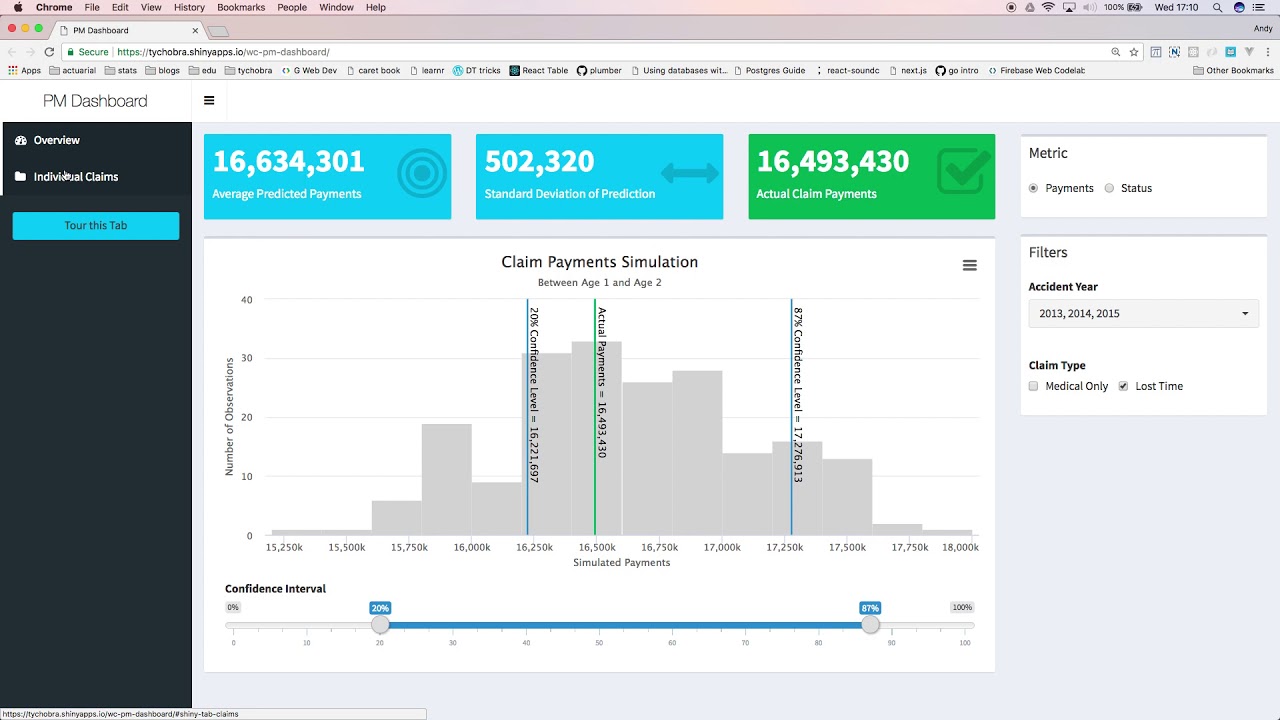 Chrome File Edit View History Bookmarks People Window Help
100% Wed 17:10
PM Dashboard
Andy
Secure https://tychobra.shinyapps.io/wc-pm-dashboard/
Apps actuarial stats blogs edu tychobra G Web Dev caret book learnr DT tricks React Table plumber Using databases wit... Postgres Guide react-soundc next.js go intro Firebase Web Codelab Other Bookmarks
PM Dashboard
Overview
Individual Claims
Tour this Tab
16,634,301
Average Predicted Payments
502,320
Standard Deviation of Prediction
16,493,430
Actual Claim Payments
Metric
Payments Status
Filters
Accident Year
2013, 2014, 2015
Claim Type
Medical Only Lost Time
Claim Payments Simulation
Between Age 1 and Age 2
Number of Observations
40
30
20
10
0
20% Confidence Level = 16,221,697
Actual Payments = 16,493,430
87% Confidence Level = 17,276,913
15,250k 15,500k 15,750k 16,000k 16,250k 16,500k 16,750k 17,000k 17,250k 17,500k 17,750k 18,000k
Simulated Payments
Confidence Interval
0% 20% 87% 100%
0 10 20 30 40 50 60 70 80 90 100
https://tychobra.shinyapps.io/wc-pm-dashboard/#shiny-tab-claims